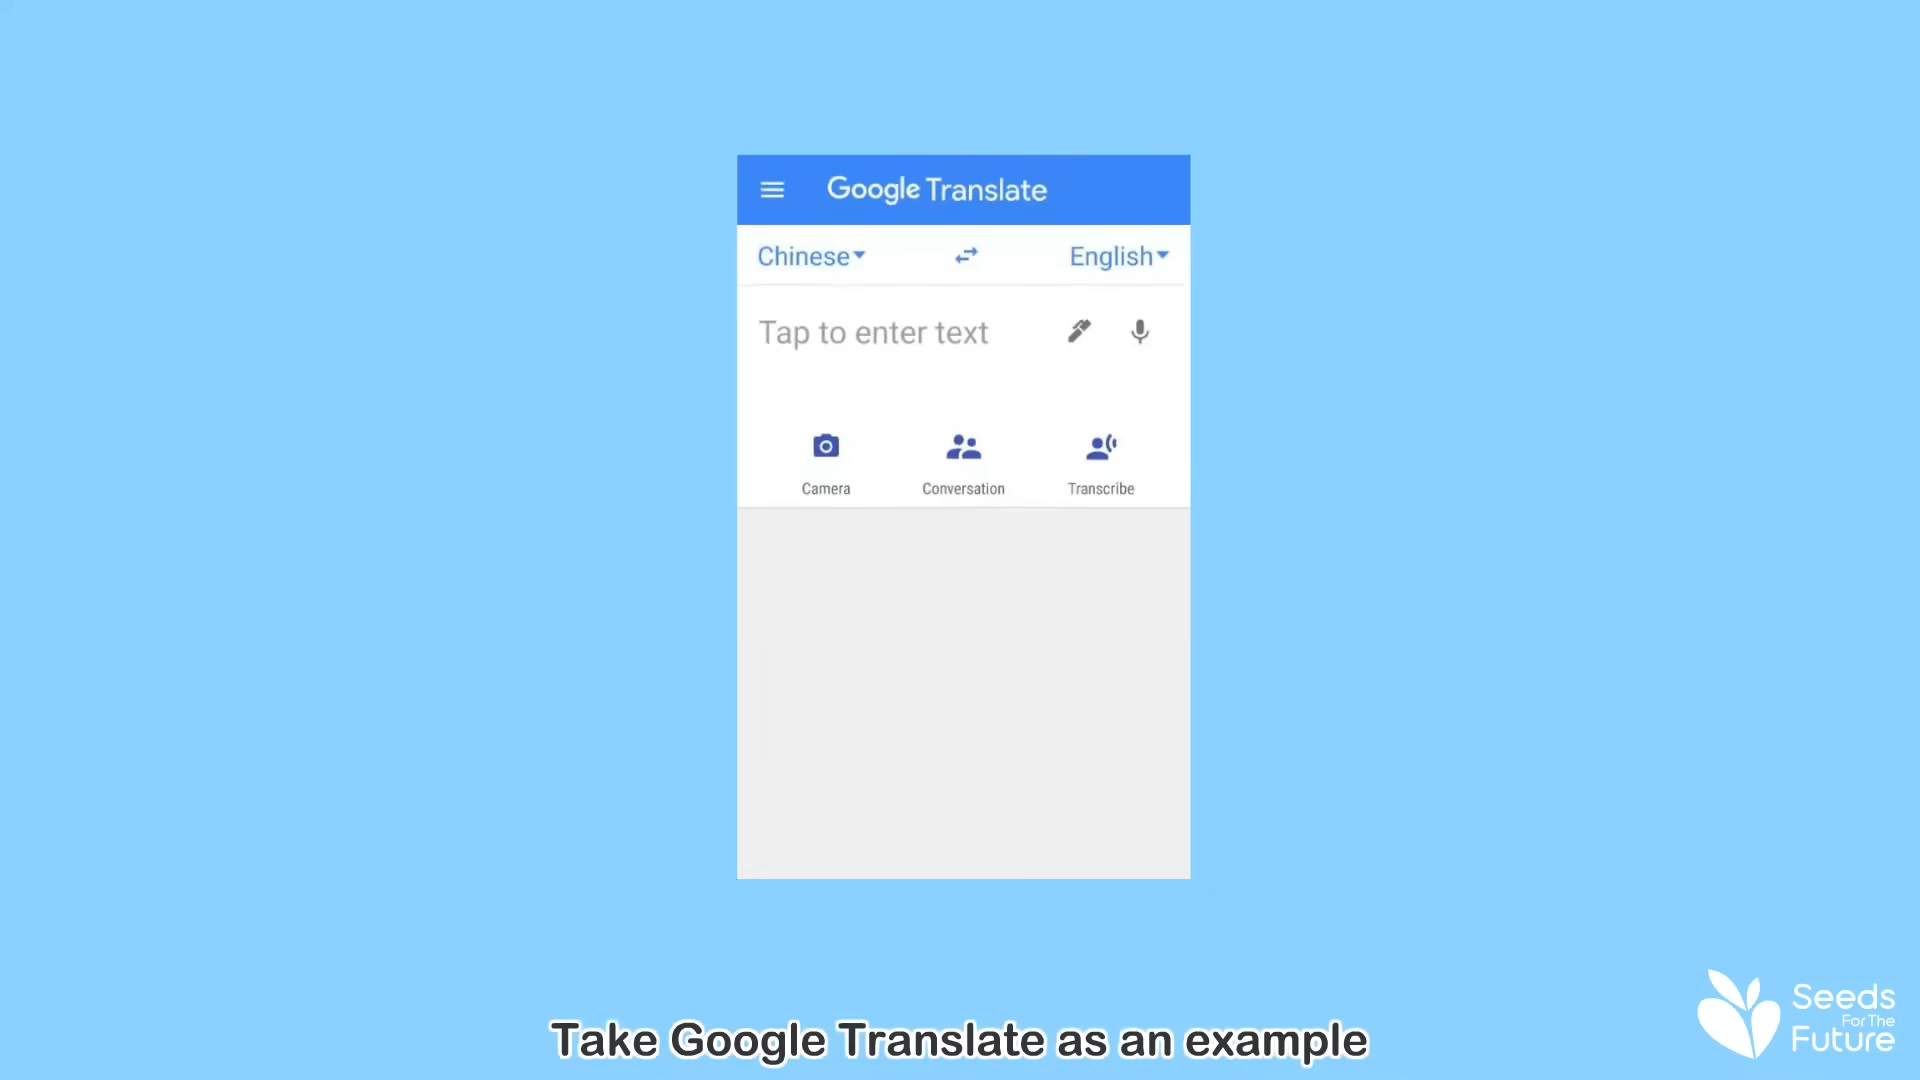 Google Translate
Chinese English
Tap to enter text
Camera Conversation Transcribe
Take Google Translate as an example
Seeds
For The
Future